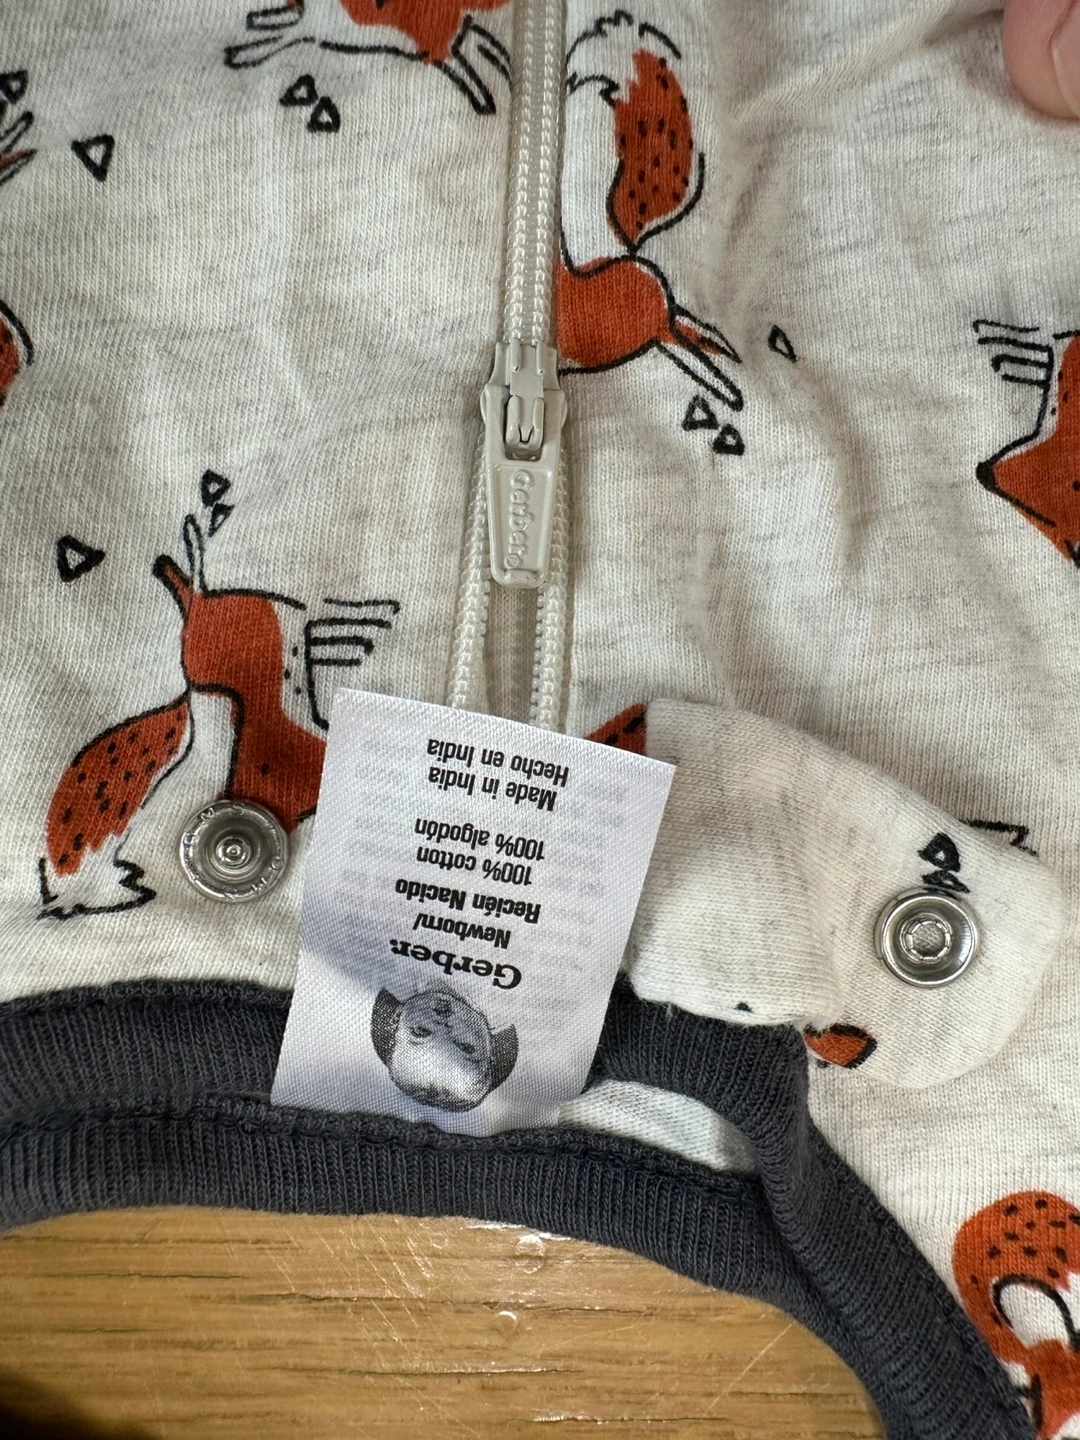 Gerber
Gerber.
Newborn/
Recién Nacido
100% cotton
100% algodón
Made in India
Hecho en India